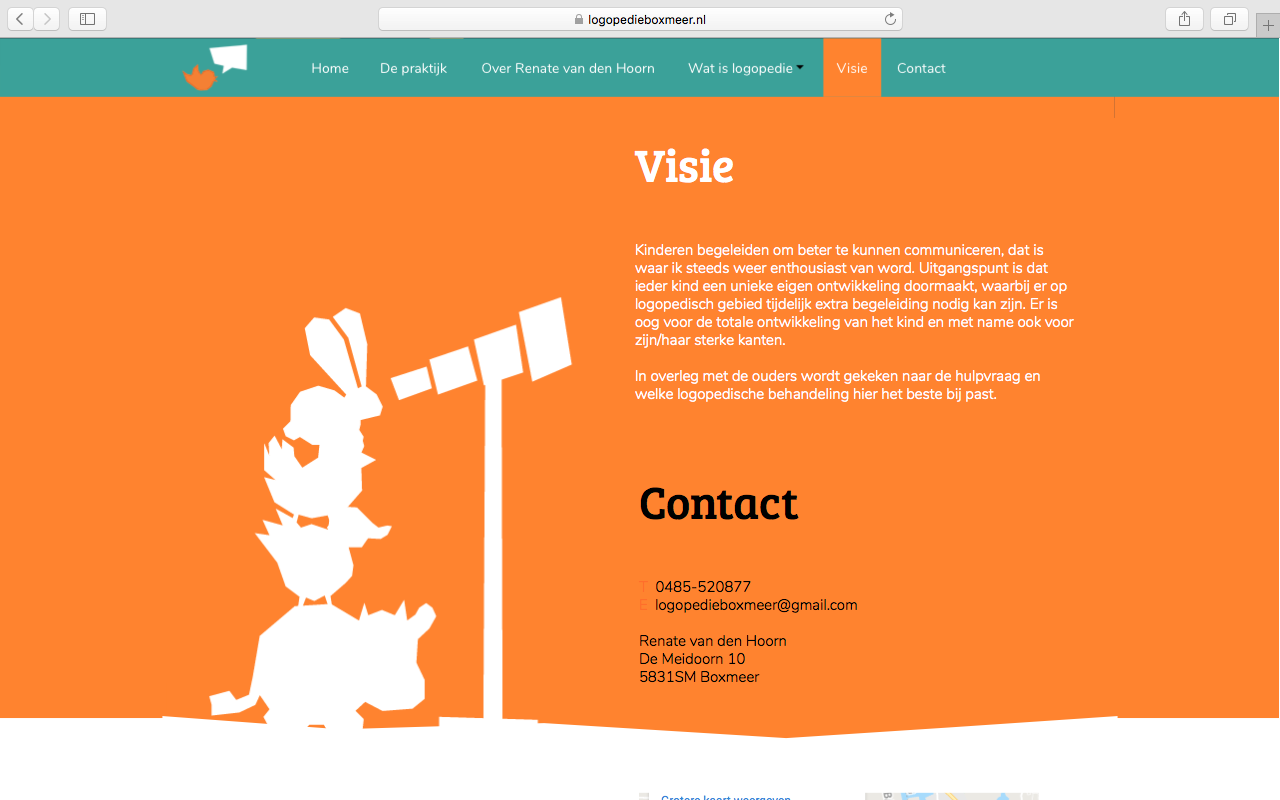 logopedieboxmeer.nl
Home De praktijk Over Renate van den Hoorn Wat is logopedie Visie Contact
Visie
Kinderen begeleiden om beter te kunnen communiceren, dat is
waar ik steeds weer enthousiast van word. Uitgangspunt is dat
ieder kind een unieke eigen ontwikkeling doormaakt, waarbij er op
logopedisch gebied tijdelijk extra begeleiding nodig kan zijn. Er is
oog voor de totale ontwikkeling van het kind en met name ook voor
zijn/haar sterke kanten.
In overleg met de ouders wordt gekeken naar de hulpvraag en
welke logopedische behandeling hier het beste bij past.
Contact
T 0485-520877
E logopedieboxmeer@gmail.com
Renate van den Hoorn
De Meidoorn 10
5831SM Boxmeer
Grotere kaart weergeven